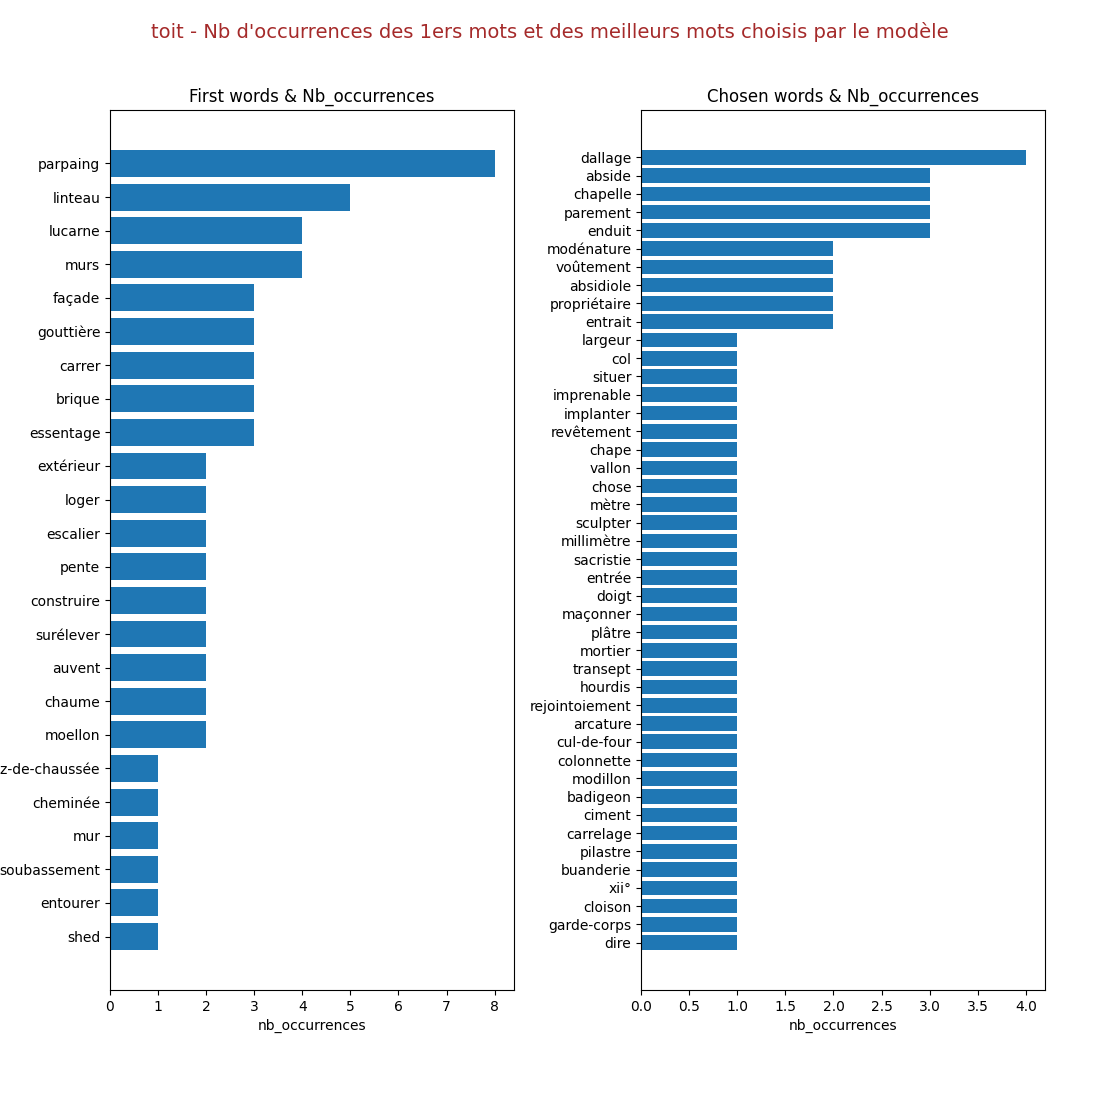 toit - Nb d'occurrences des 1ers mots et des meilleurs mots choisis par le modèle
First words & Nb_occurrences
parpaing
linteau
lucarne
murs
façade
gouttière
carrer
brique
essentage
extérieur
loger
escalier
pente
construire
surélever
auvent
chaume
moellon
z-de-chaussée
cheminée
mur
soubassement
entourer
shed
0 1 2 3 4 5 6 7 8
nb_occurrences
Chosen words & Nb_occurrences
dallage
abside
chapelle
parement
enduit
modénature
voûtement
absidiole
propriétaire
entrait
largeur
col
situer
imprenable
implanter
revêtement
chape
vallon
chose
mètre
sculpter
millimètre
sacristie
entrée
doigt
maçonner
plâtre
mortier
transept
hourdis
rejointoiement
arcature
cul-de-four
colonnette
modillon
badigeon
ciment
carrelage
pilastre
buanderie
xii°
cloison
garde-corps
dire
0.0 0.5 1.0 1.5 2.0 2.5 3.0 3.5 4.0
nb_occurrences